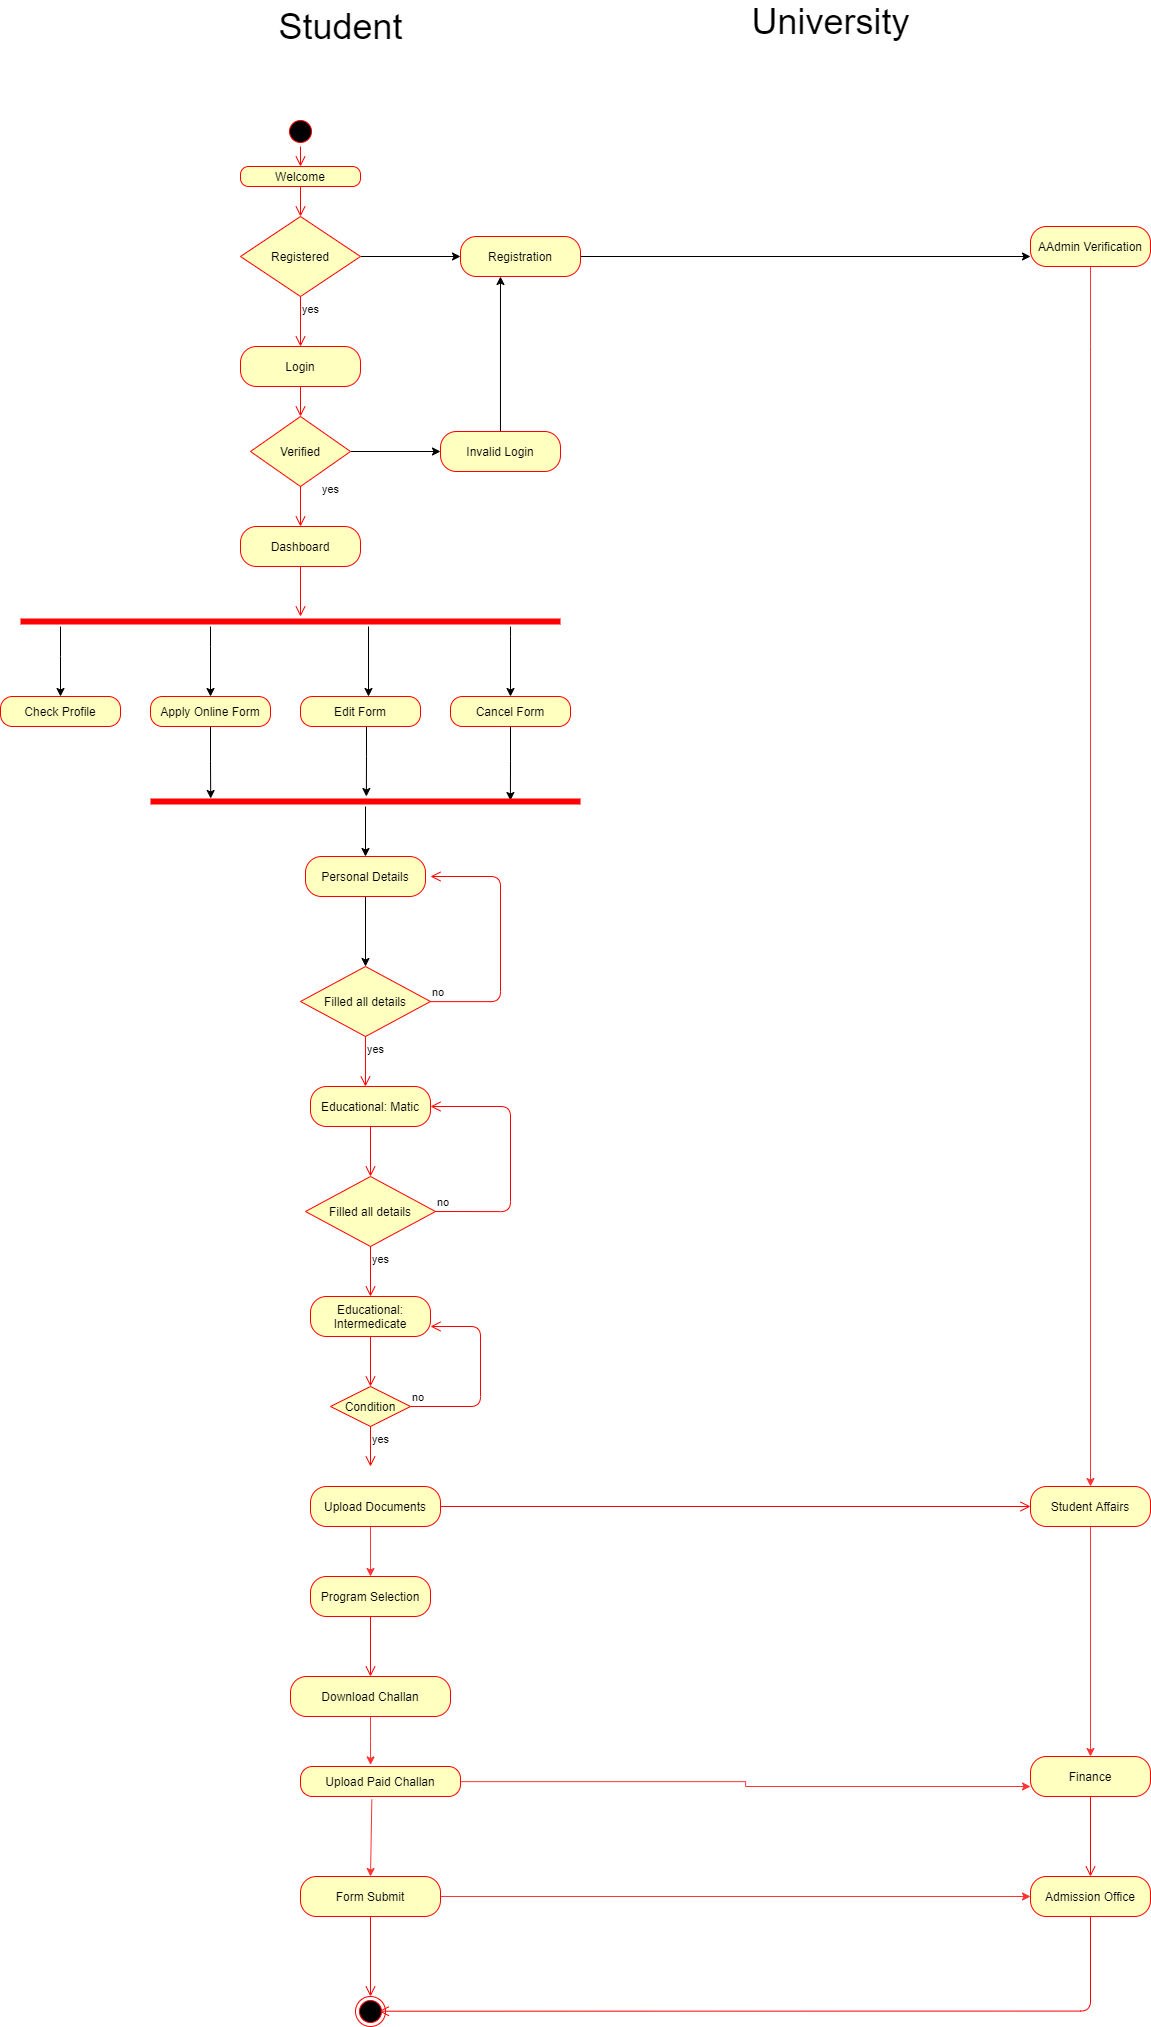 Student
University
Welcome
Registered
Registration
AAdmin Verification
yes
Login
Verified
Invalid Login
yes
Dashboard
Check Profile
Apply Online Form
Edit Form
Cancel Form
Personal Details
Filled all details
no
yes
Educational: Matic
Filled all details
no
yes
Educational:
Intermedicate
Condition
no
yes
Upload Documents
Student Affairs
Program Selection
Download Challan
Upload Paid Challan
Finance
Form Submit
Admission Office